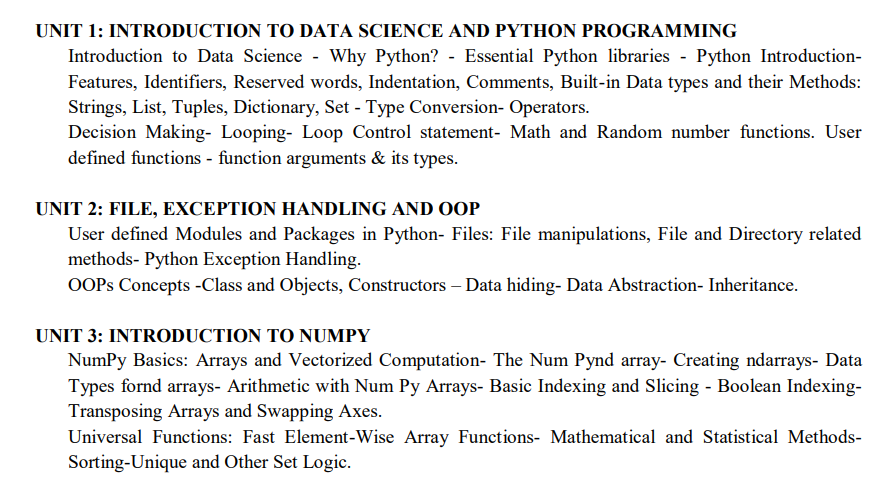 UNIT 1: INTRODUCTION TO DATA SCIENCE AND PYTHON PROGRAMMING
Introduction to Data Science - Why Python? - Essential Python libraries - Python Introduction-
Features, Identifiers, Reserved words, Indentation, Comments, Built-in Data types and their Methods:
Strings, List, Tuples, Dictionary, Set - Type Conversion- Operators.
Decision Making- Looping- Loop Control statement- Math and Random number functions. User
defined functions - function arguments & its types.
UNIT 2: FILE, EXCEPTION HANDLING AND OOP
User defined Modules and Packages in Python- Files: File manipulations, File and Directory related
methods- Python Exception Handling.
OOPs Concepts -Class and Objects, Constructors – Data hiding- Data Abstraction- Inheritance.
UNIT 3: INTRODUCTION TO NUMPY
NumPy Basics: Arrays and Vectorized Computation- The Num Pynd array- Creating ndarrays- Data
Types fornd arrays- Arithmetic with Num Py Arrays- Basic Indexing and Slicing - Boolean Indexing-
Transposing Arrays and Swapping Axes.
Universal Functions: Fast Element-Wise Array Functions- Mathematical and Statistical Methods-
Sorting-Unique and Other Set Logic.